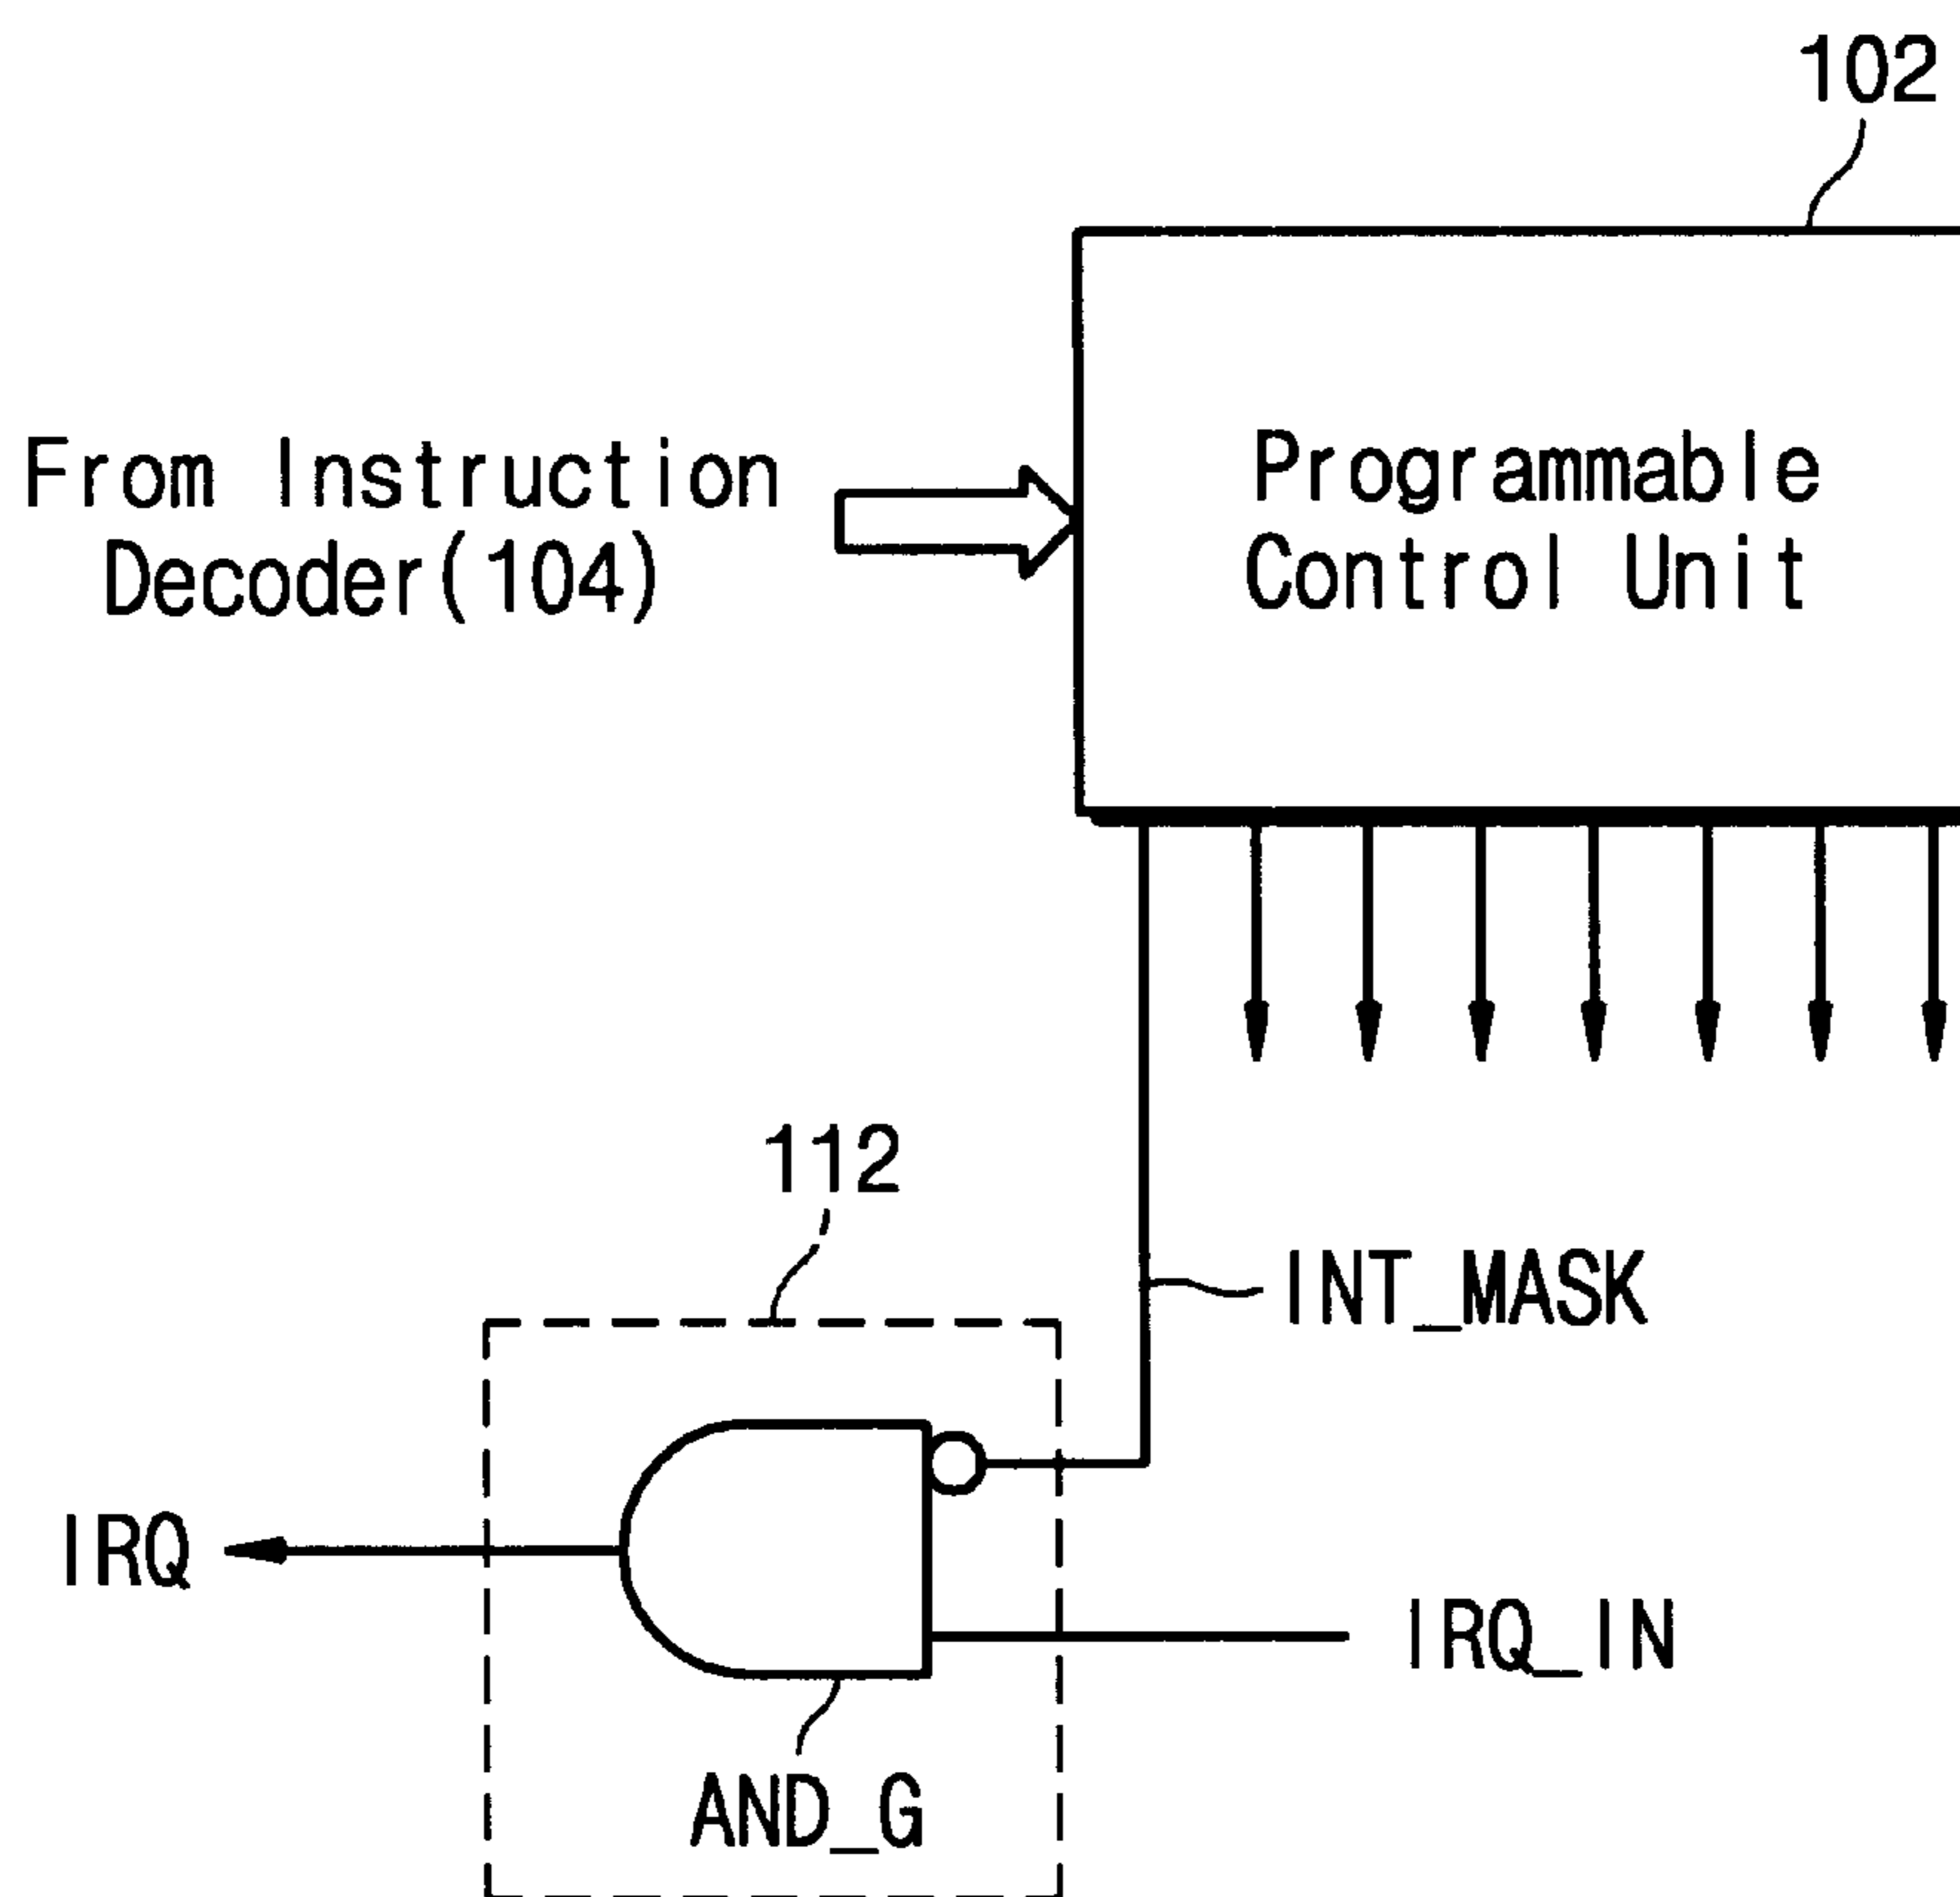 102
From Instruction
Decoder(104)
Programmable
Control Unit
112
INT_MASK
IRQ
IRQ_IN
AND_G